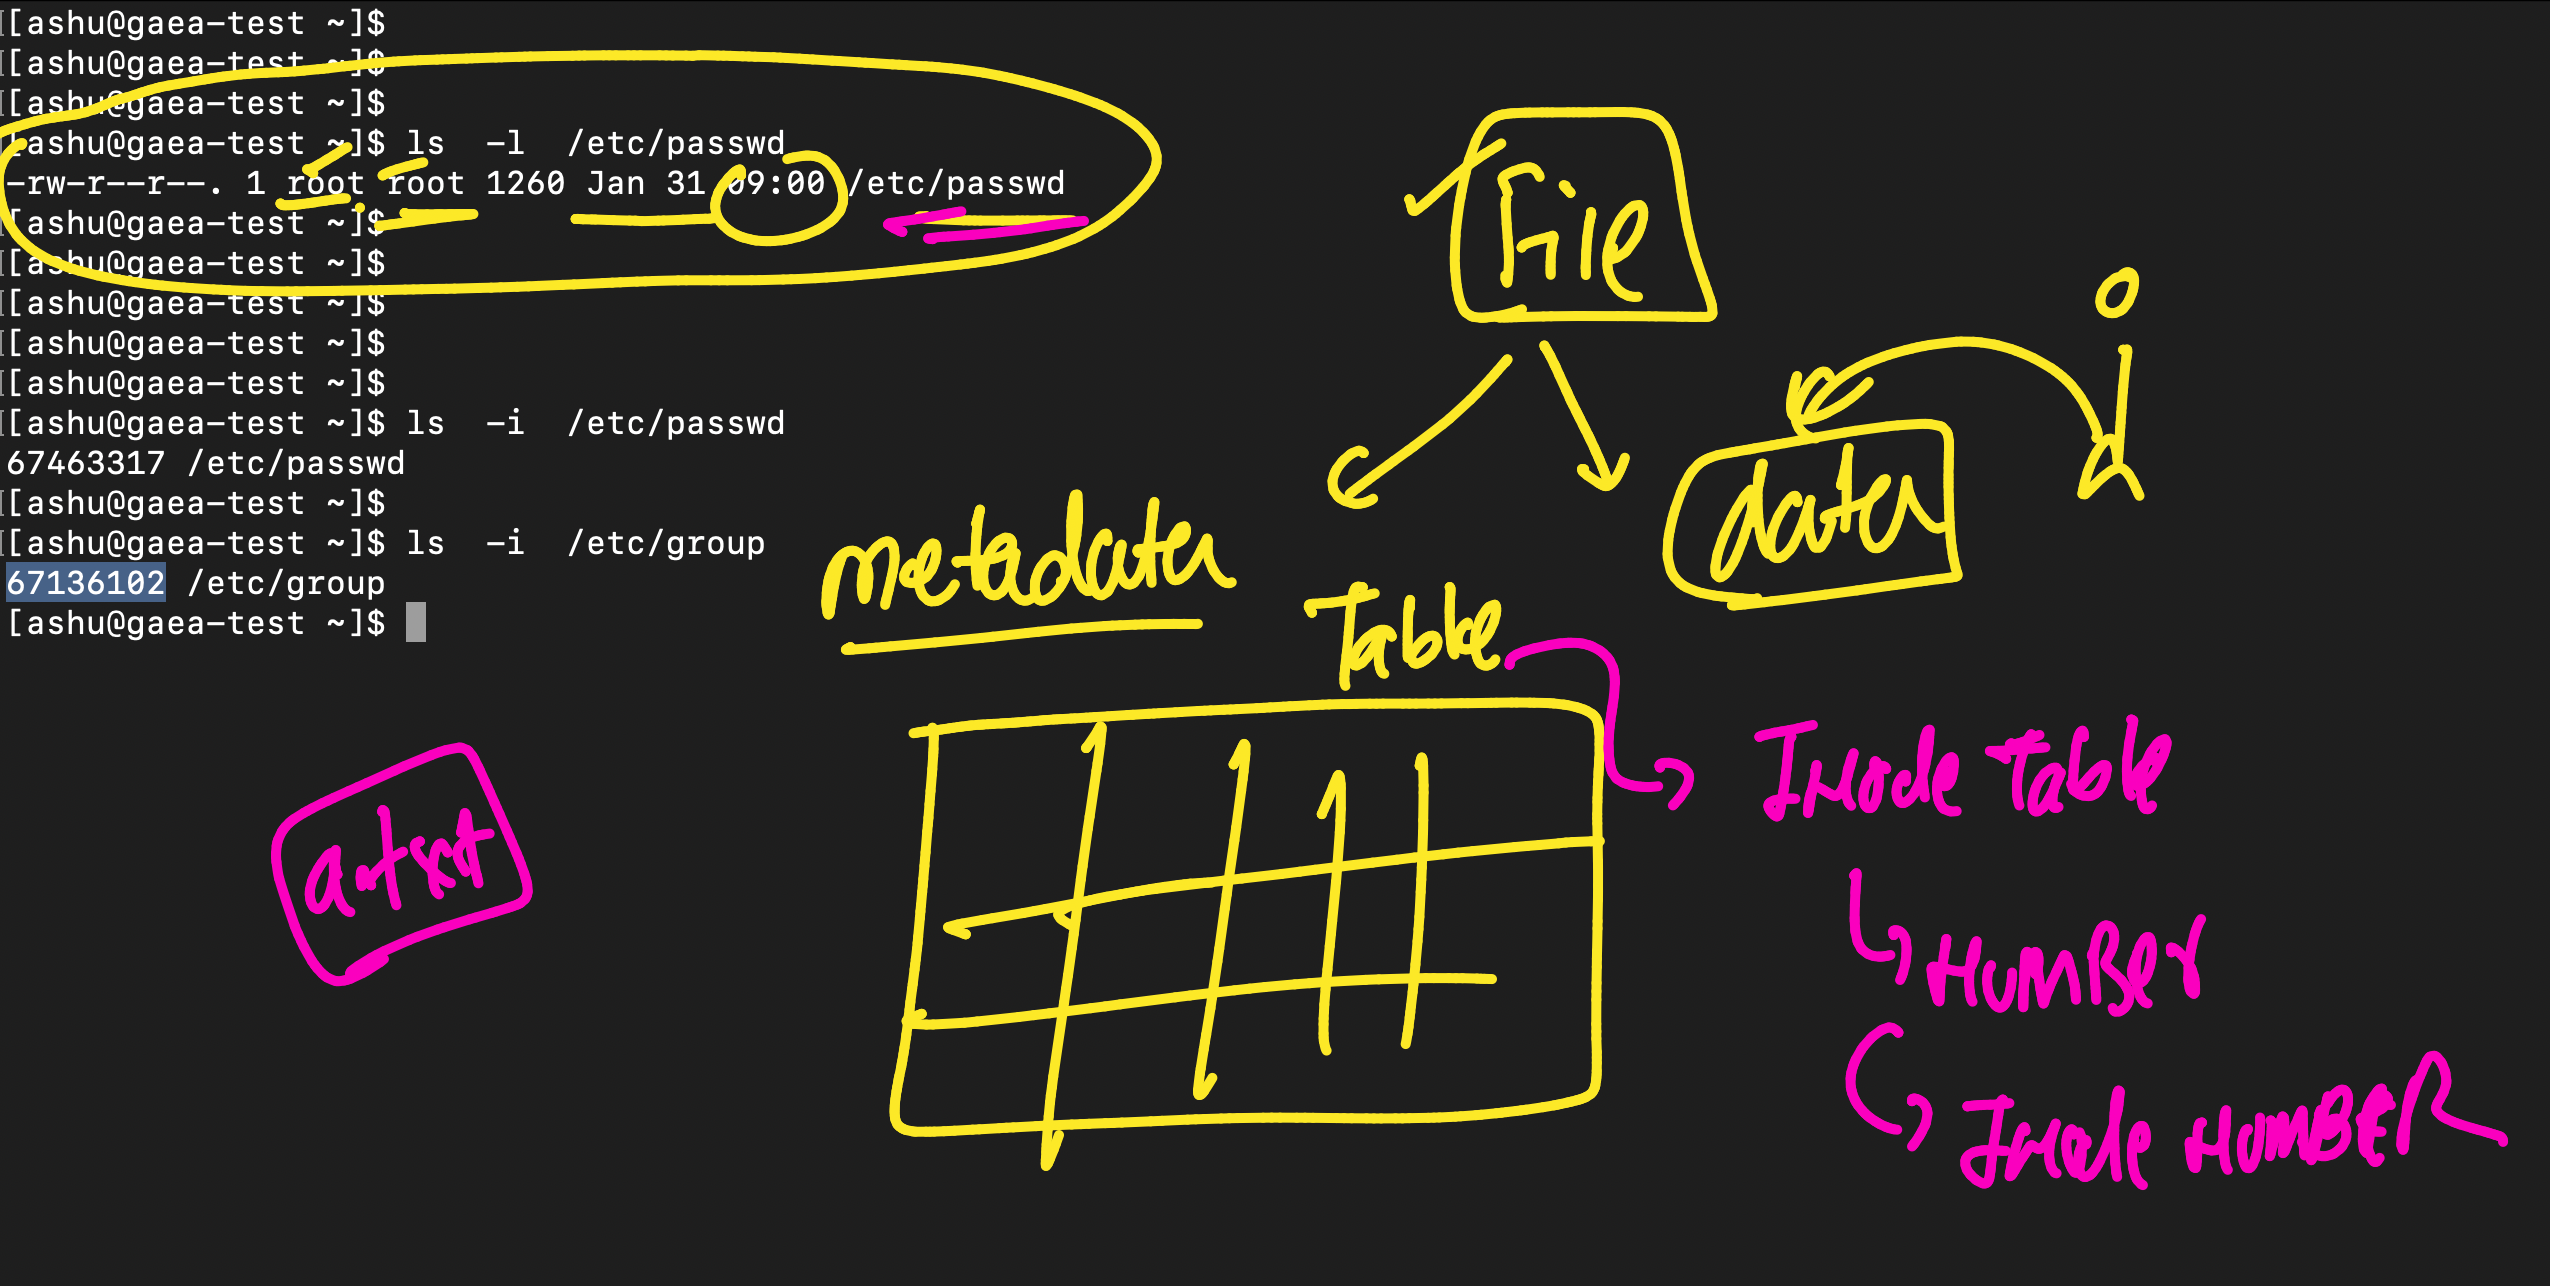 [ashu@gaea-test ~]$
[ashu@gaea-test ~]$
[ashu@gaea-test ~]$
[ashu@gaea-test ~]$ ls  -l  /etc/passwd
-rw-r--r--. 1 root root 1260 Jan 31 09:00 /etc/passwd
[ashu@gaea-test ~]$
[ashu@gaea-test ~]$
[ashu@gaea-test ~]$
[ashu@gaea-test ~]$
[ashu@gaea-test ~]$
[ashu@gaea-test ~]$ ls  -i  /etc/passwd
67463317 /etc/passwd
[ashu@gaea-test ~]$
[ashu@gaea-test ~]$ ls  -i  /etc/group
67136102 /etc/group
[ashu@gaea-test ~]$
File
data
metadata
Table
a.txt
Inode Table
NUMBER
Inode NUMBER